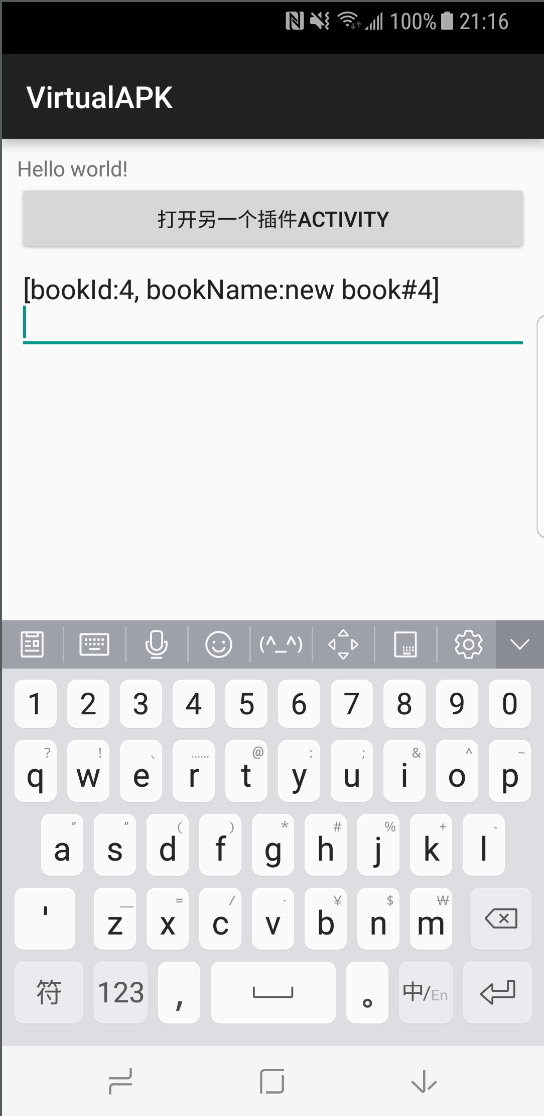 100% 21:16
VirtualAPK
Hello world!
打开另一个插件ACTIVITY
[bookId:4, bookName:new book#4]
(^_^)
1 2 3 4 5 6 7 8 9 0
? ! 、 …… @ : ; & ^ ~
q w e r t y u i o p
“ ” ( ) * # % + -
a s d f g h j k l
— = / · ¥ $ ₩
' z x c v b n m
符 123 , 。 中/En